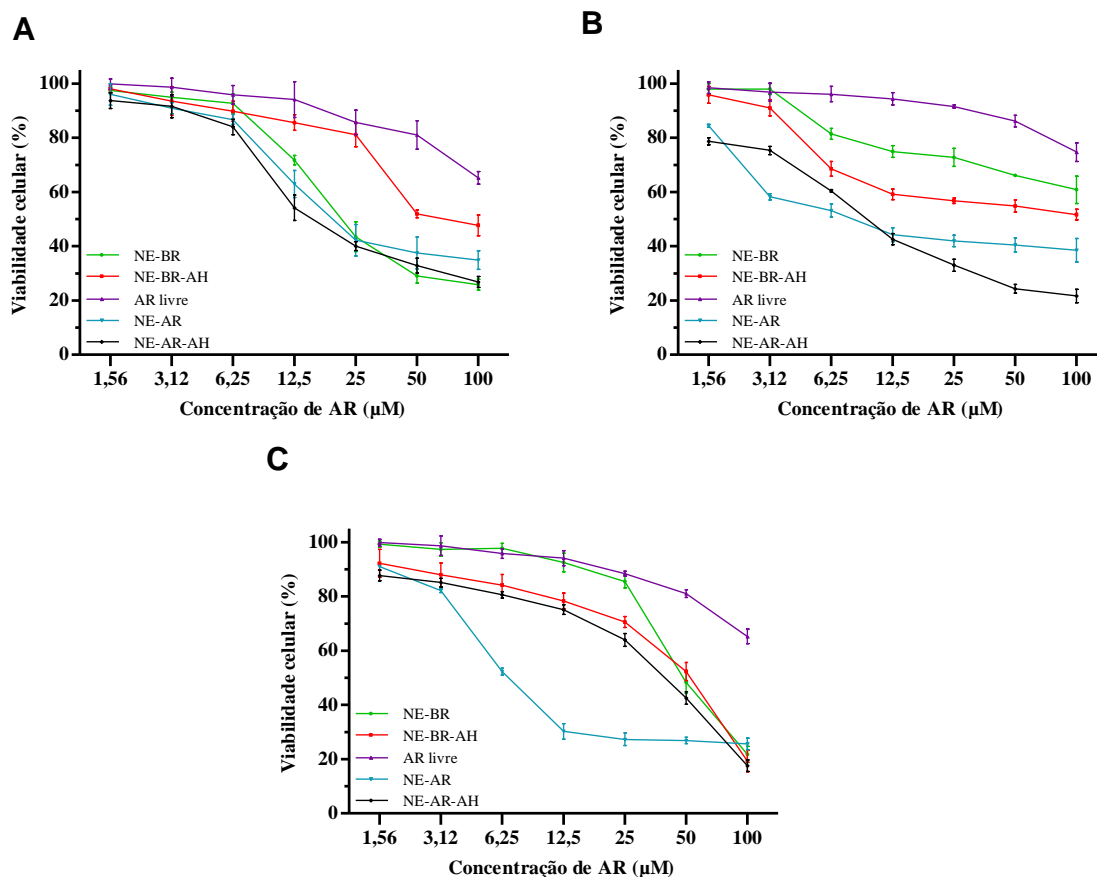 A
Viabilidade celular (%)
100
80
60
40
20
0
NE-BR
NE-BR-AH
AR livre
NE-AR
NE-AR-AH
1,56 3,12 6,25 12,5 25 50 100
Concentração de AR (µM)
B
Viabilidade celular (%)
100
80
60
40
20
0
NE-BR
NE-BR-AH
AR livre
NE-AR
NE-AR-AH
1,56 3,12 6,25 12,5 25 50 100
Concentração de AR (µM)
C
Viabilidade celular (%)
100
80
60
40
20
0
NE-BR
NE-BR-AH
AR livre
NE-AR
NE-AR-AH
1,56 3,12 6,25 12,5 25 50 100
Concentração de AR (µM)